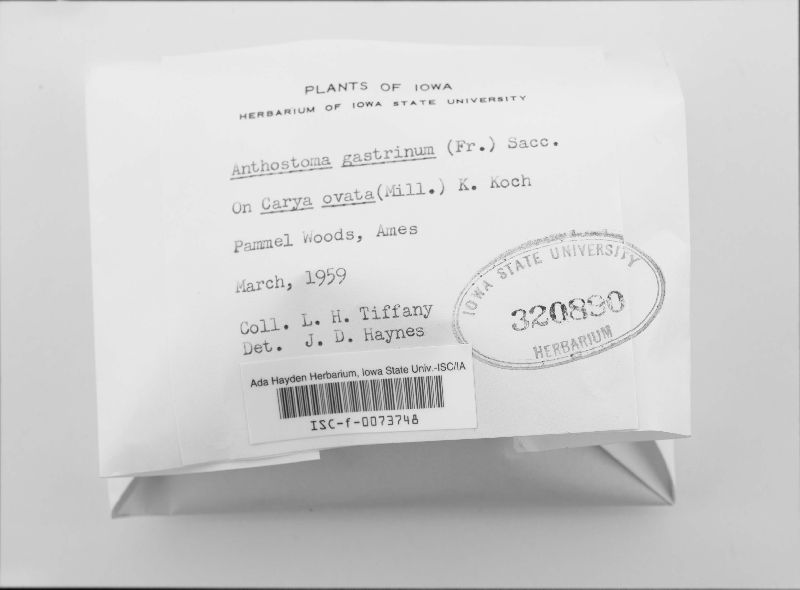 PLANTS OF IOWA
HERBARIUM OF IOWA STATE UNIVERSITY
Anthostoma gastrinum (Fr.) Sacc.
On Carya ovata(Mill.) K. Koch
Pammel Woods, Ames
March, 1959
Coll. L. H. Tiffany
Det. J. D. Haynes
IOWA STATE UNIVERSITY
320890
HERBARIUM
Ada Hayden Herbarium, Iowa State Univ.-ISC/IA
ISC-f-0073748